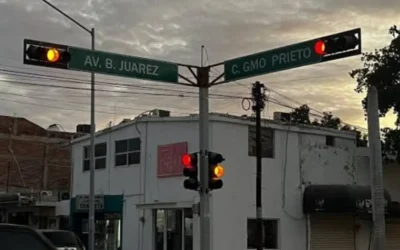 AV. B. JUAREZ
C. GMO PRIETO